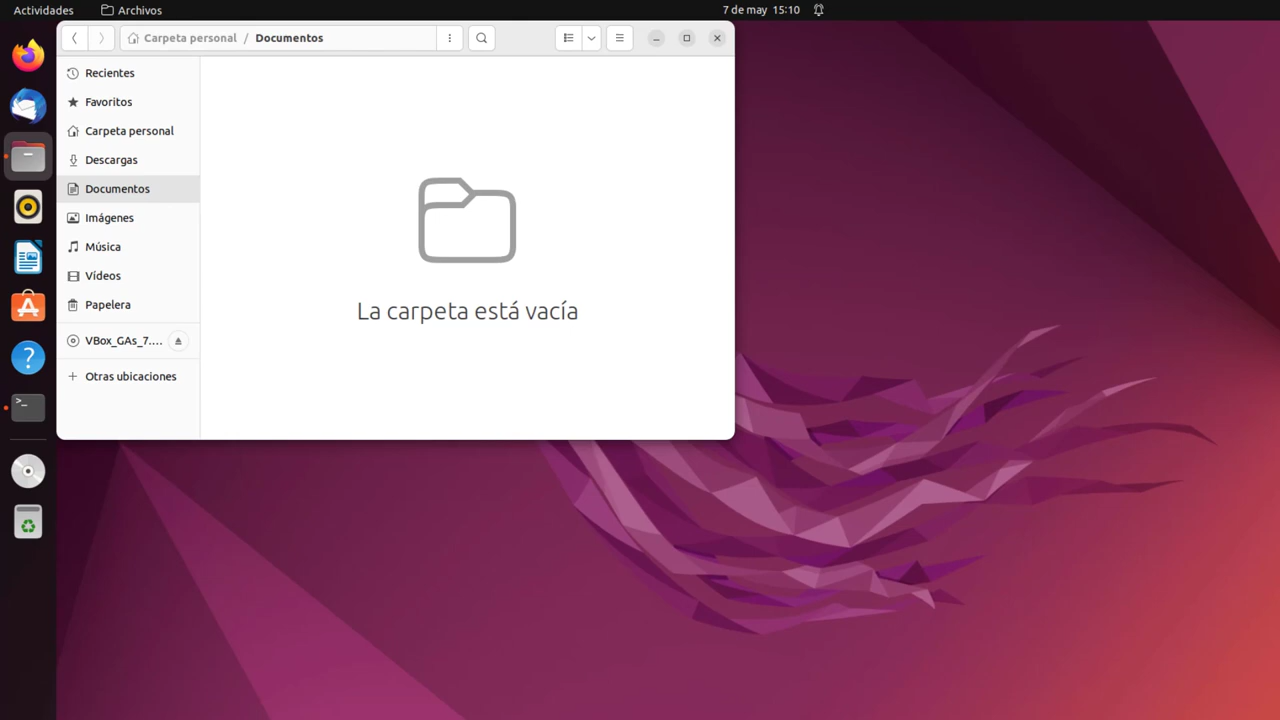 Actividades Archivos 7 de may 15:10
Carpeta personal / Documentos
Recientes
Favoritos
Carpeta personal
Descargas
Documentos
Imágenes
Música
Vídeos
Papelera
VBox_GAs_7....
Otras ubicaciones
La carpeta está vacía